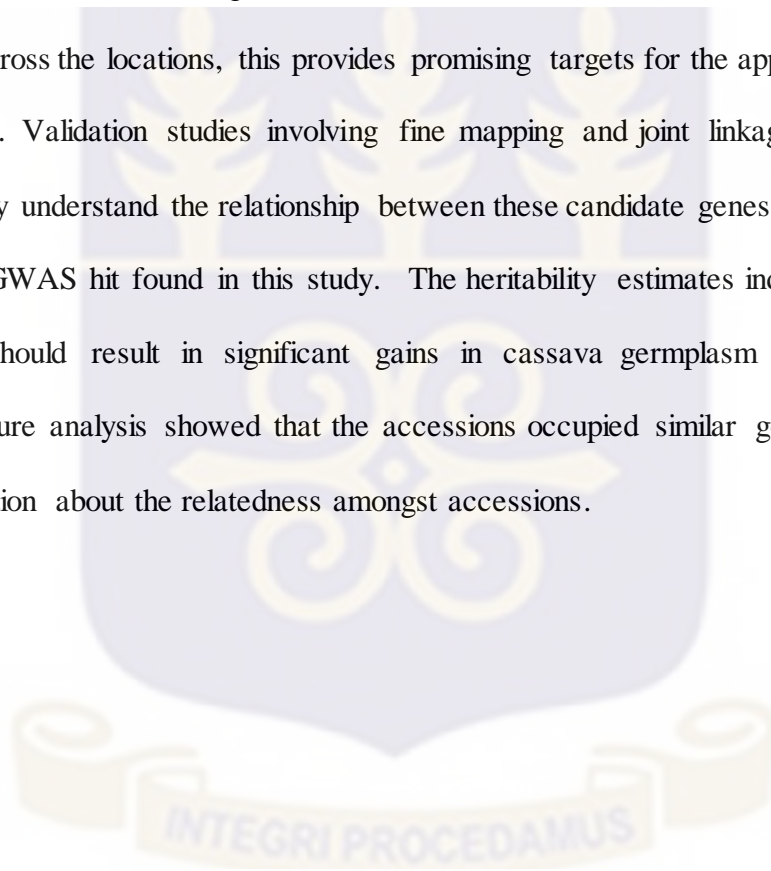 ross the locations, this provides promising targets for the app
. Validation studies involving fine mapping and joint linkag
y understand the relationship between these candidate genes
GWAS hit found in this study. The heritability estimates inc
hould result in significant gains in cassava germplasm
ure analysis showed that the accessions occupied similar g
ion about the relatedness amongst accessions.
INTEGRI PROCEDAMUS